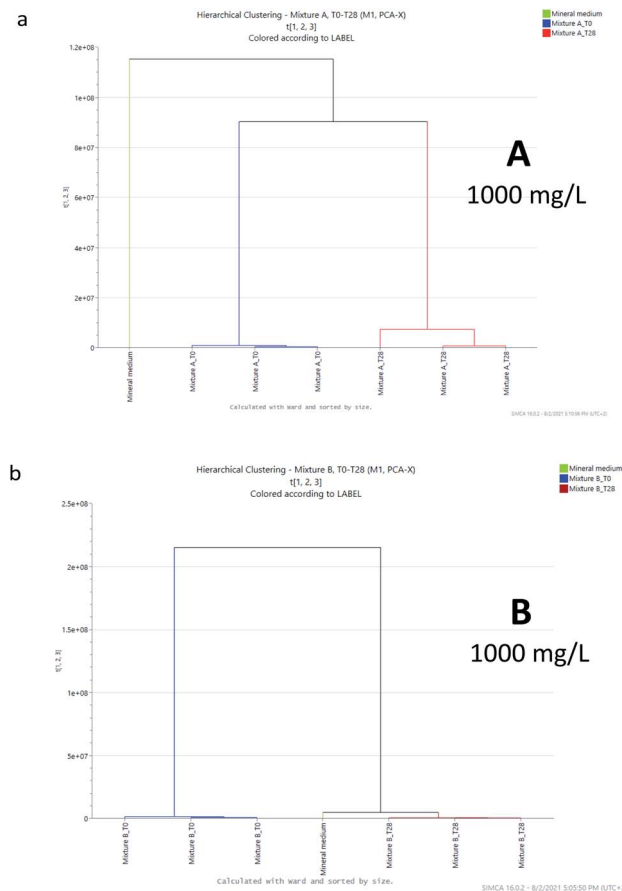 a
Hierarchical Clustering - Mixture A, T0-T28 (M1, PCA-X)
t[1, 2, 3]
Colored according to LABEL
Mineral medium
Mixture A_T0
Mixture A_T28
1.2e+08
1e+08
8e+07
6e+07
4e+07
2e+07
0
t[1, 2, 3]
A
1000 mg/L
Mineral medium
Mixture A_T0
Mixture A_T0
Mixture A_T0
Mixture A_T28
Mixture A_T28
Mixture A_T28
Calculated with Ward and sorted by size.
SIMCA 16.0.2 - 8/2/2021 5:10:56 PM (UTC+2)
b
Hierarchical Clustering - Mixture B, T0-T28 (M1, PCA-X)
t[1, 2, 3]
Colored according to LABEL
Mineral medium
Mixture B_T0
Mixture B_T28
2.5e+08
2e+08
1.5e+08
1e+08
5e+07
0
t[1, 2, 3]
B
1000 mg/L
Mixture B_T0
Mixture B_T0
Mixture B_T0
Mineral medium
Mixture B_T28
Mixture B_T28
Mixture B_T28
Calculated with Ward and sorted by size.
SIMCA 16.0.2 - 8/2/2021 5:05:50 PM (UTC+